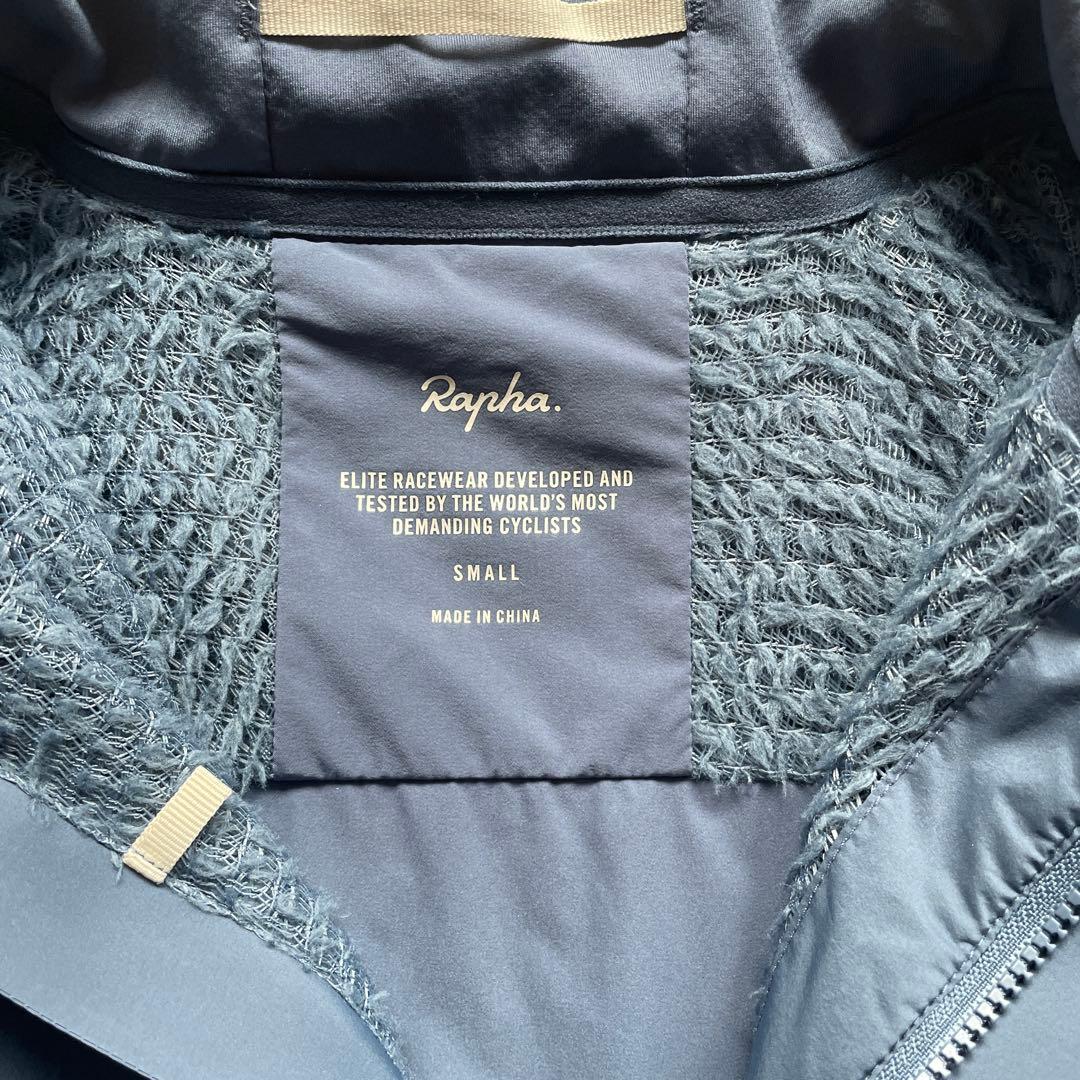 Rapha.
ELITE RACEWEAR DEVELOPED AND
TESTED BY THE WORLD'S MOST
DEMANDING CYCLISTS
SMALL
MADE IN CHINA